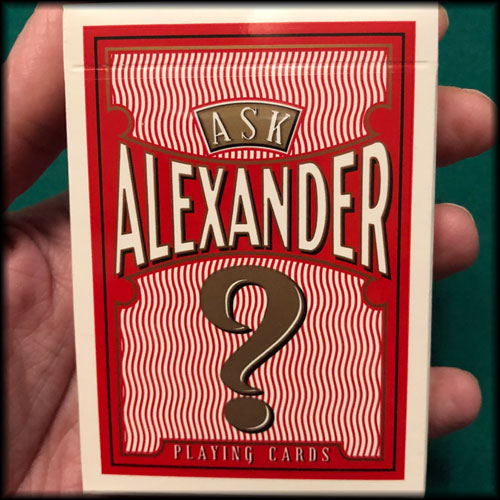 ASK
ALEXANDER
?
PLAYING CARDS